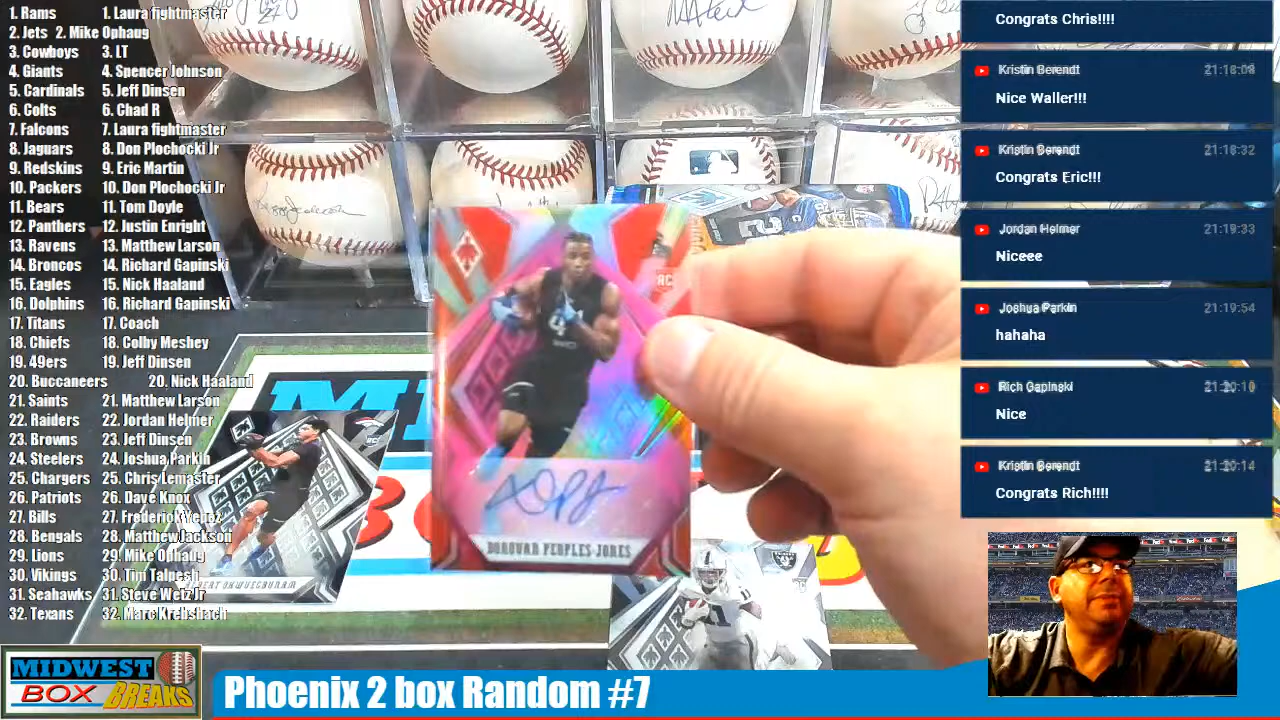 1. Rams 1. Laura fightmaster
2. Jets 2. Mike Ophaug
3. Cowboys 3. LT
4. Giants 4. Spencer Johnson
5. Cardinals 5. Jeff Dinsen
6. Colts 6. Chad R
7. Falcons 7. Laura fightmaster
8. Jaguars 8. Don Plochocki Jr
9. Redskins 9. Eric Martin
10. Packers 10. Don Plochocki Jr
11. Bears 11. Tom Doyle
12. Panthers 12. Justin Enright
13. Ravens 13. Matthew Larson
14. Broncos 14. Richard Gapinski
15. Eagles 15. Nick Haaland
16. Dolphins 16. Richard Gapinski
17. Titans 17. Coach
18. Chiefs 18. Colby Meshey
19. 49ers 19. Jeff Dinsen
20. Buccaneers 20. Nick Haaland
21. Saints 21. Matthew Larson
22. Raiders 22. Jordan Helmer
23. Browns 23. Jeff Dinsen
24. Steelers 24. Joshua Parkin
25. Chargers 25. Chris Lemaster
26. Patriots 26. Dave Knox
27. Bills 27. Frederick Yepez
28. Bengals 28. Matthew Jackson
29. Lions 29. Mike Ophaug
30. Vikings 30. Tim Talpesh
31. Seahawks 31. Steve Wetz Jr
32. Texans 32. Marc Krehsbach
RC
DONOVAN PEOPLES JONES
Congrats Chris!!!!
Kristin Berendt 21:18:08
Nice Waller!!!
Kristin Berendt 21:18:32
Congrats Eric!!!
Jordan Helmer 21:19:33
Niceee
Joshua Parkin 21:19:54
hahaha
Rich Gapinski
Nice
Kristin Berendt 21:20:14
Congrats Rich!!!!
MIDWEST
BOX BREAKS
Phoenix 2 box Random #7